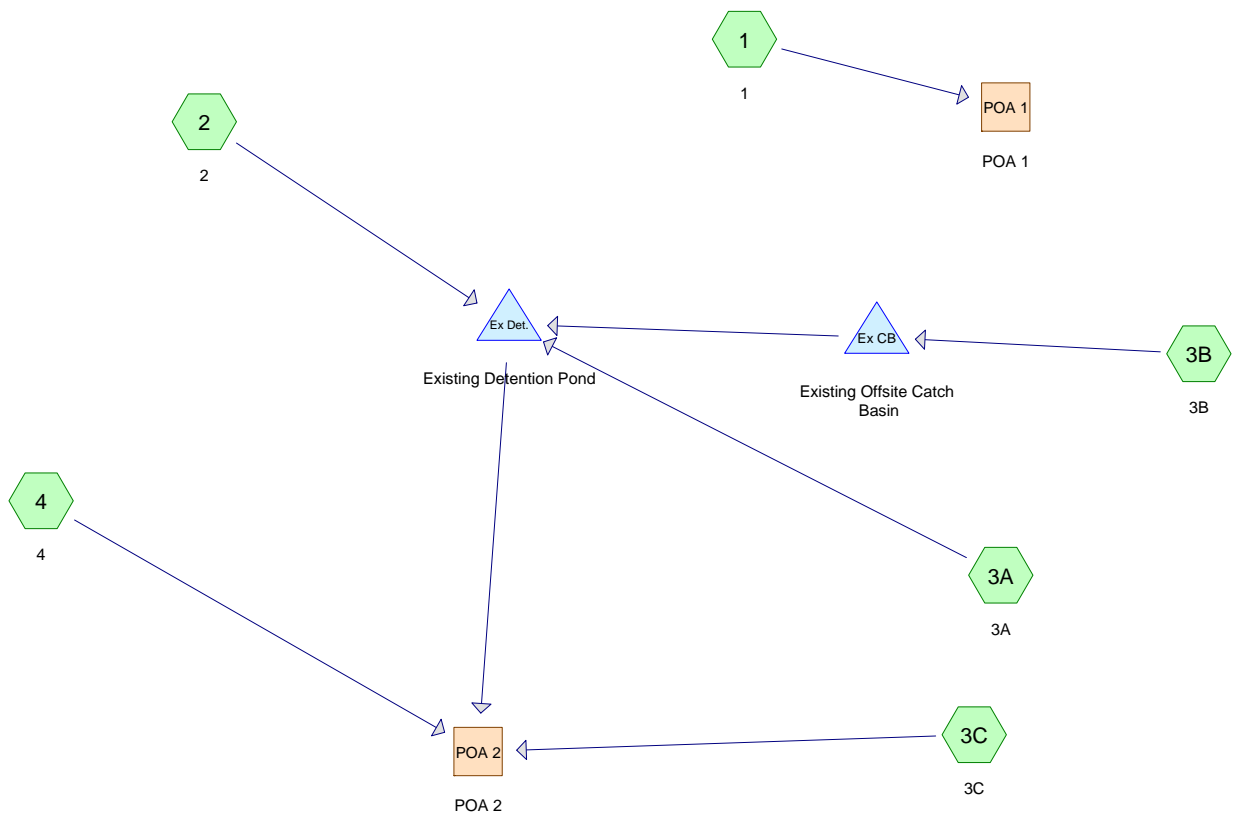 1
1
POA 1
POA 1
2
2
Ex Det.
Existing Detention Pond
Ex CB
Existing Offsite Catch
Basin
3B
3B
4
4
3A
3A
3C
3C
POA 2
POA 2